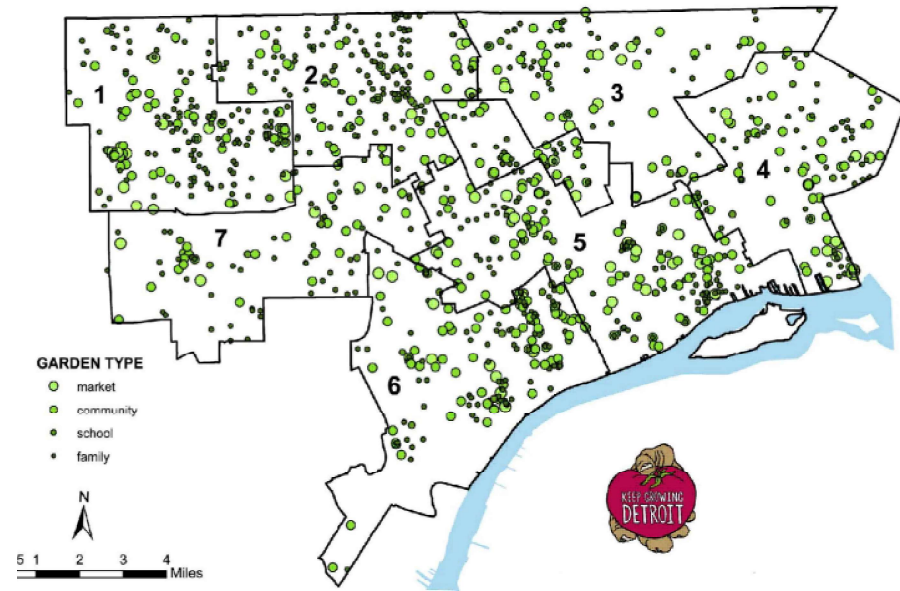 1
2
3
4
5
7
6
GARDEN TYPE
market
community
school
family
N
5 1 2 3 4
Miles
KEEP GROWING
DETROIT